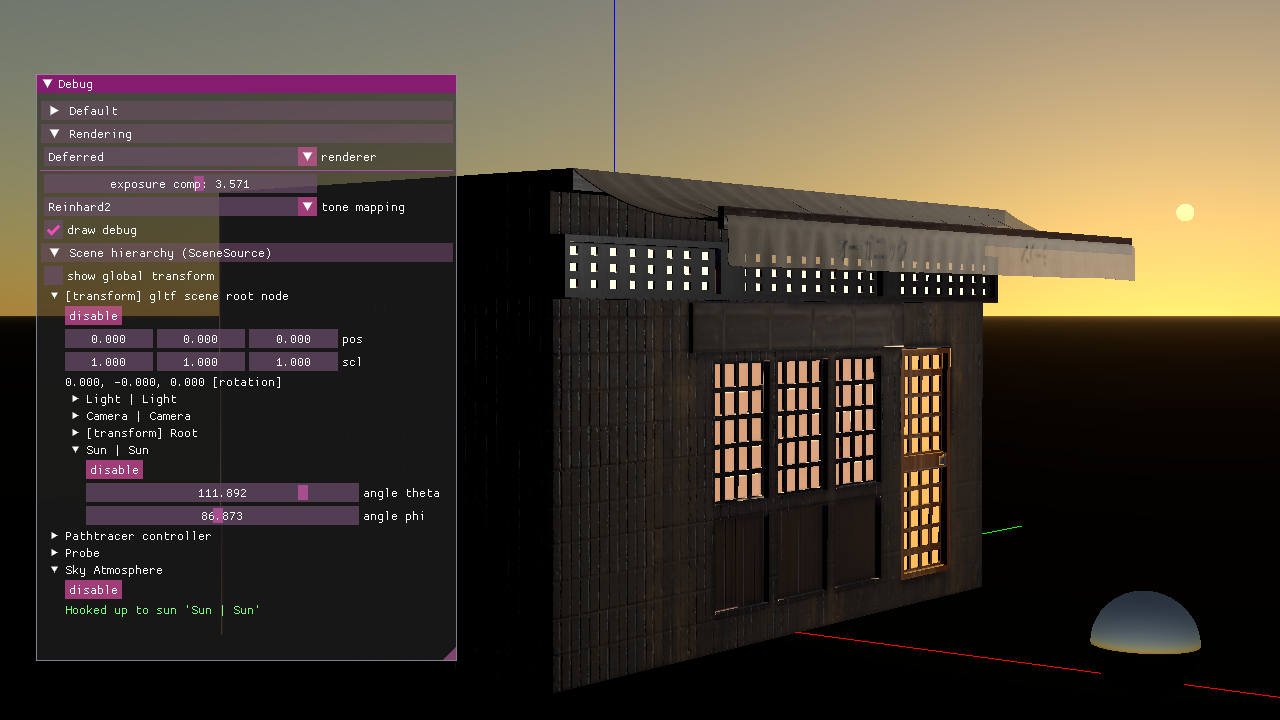 Debug
Default
Rendering
Deferred renderer
exposure comp: 3.571
Reinhard2 tone mapping
draw debug
Scene hierarchy (SceneSource)
show global transform
[transform] gltf scene root node
disable
0.000 0.000 0.000 pos
1.000 1.000 1.000 scl
0.000, -0.000, 0.000 [rotation]
Light | Light
Camera | Camera
[transform] Root
Sun | Sun
disable
111.892 angle theta
86.873 angle phi
Pathtracer controller
Probe
Sky Atmosphere
disable
Hooked up to sun 'Sun | Sun'